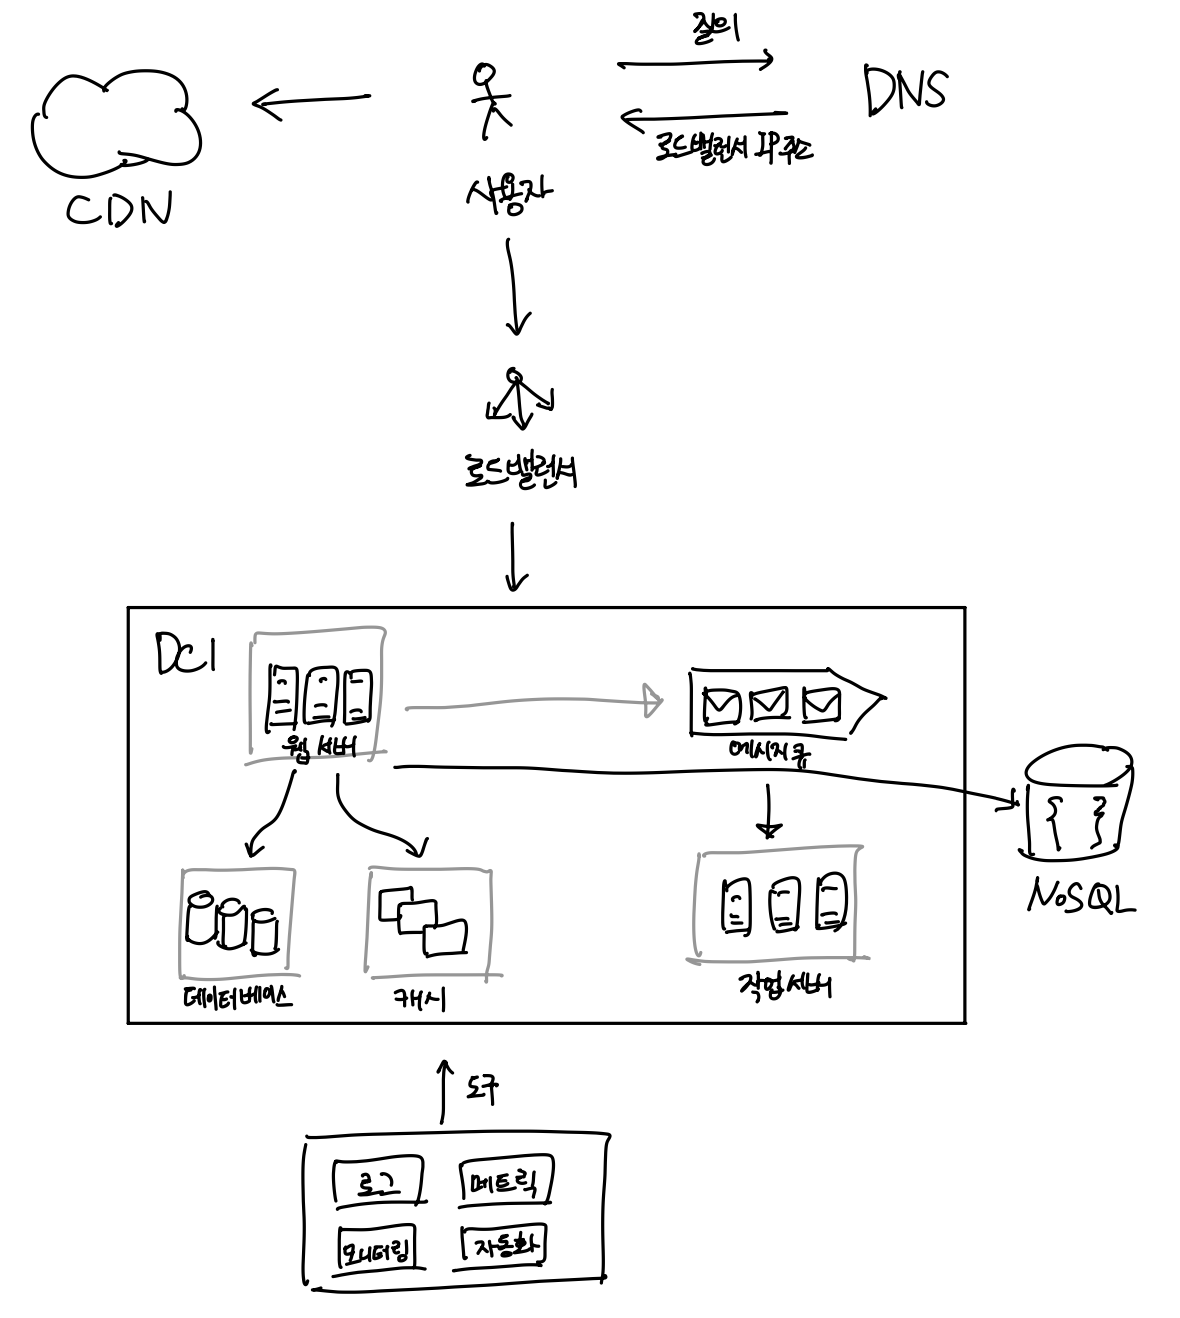 질의
DNS
로드밸런서 IP주소
CDN
사용자
로드밸런서
DC1
웹 서버
메시지 큐
데이터베이스
캐시
작업 서버
NoSQL
도구
로그
메트릭
모니터링
자동화